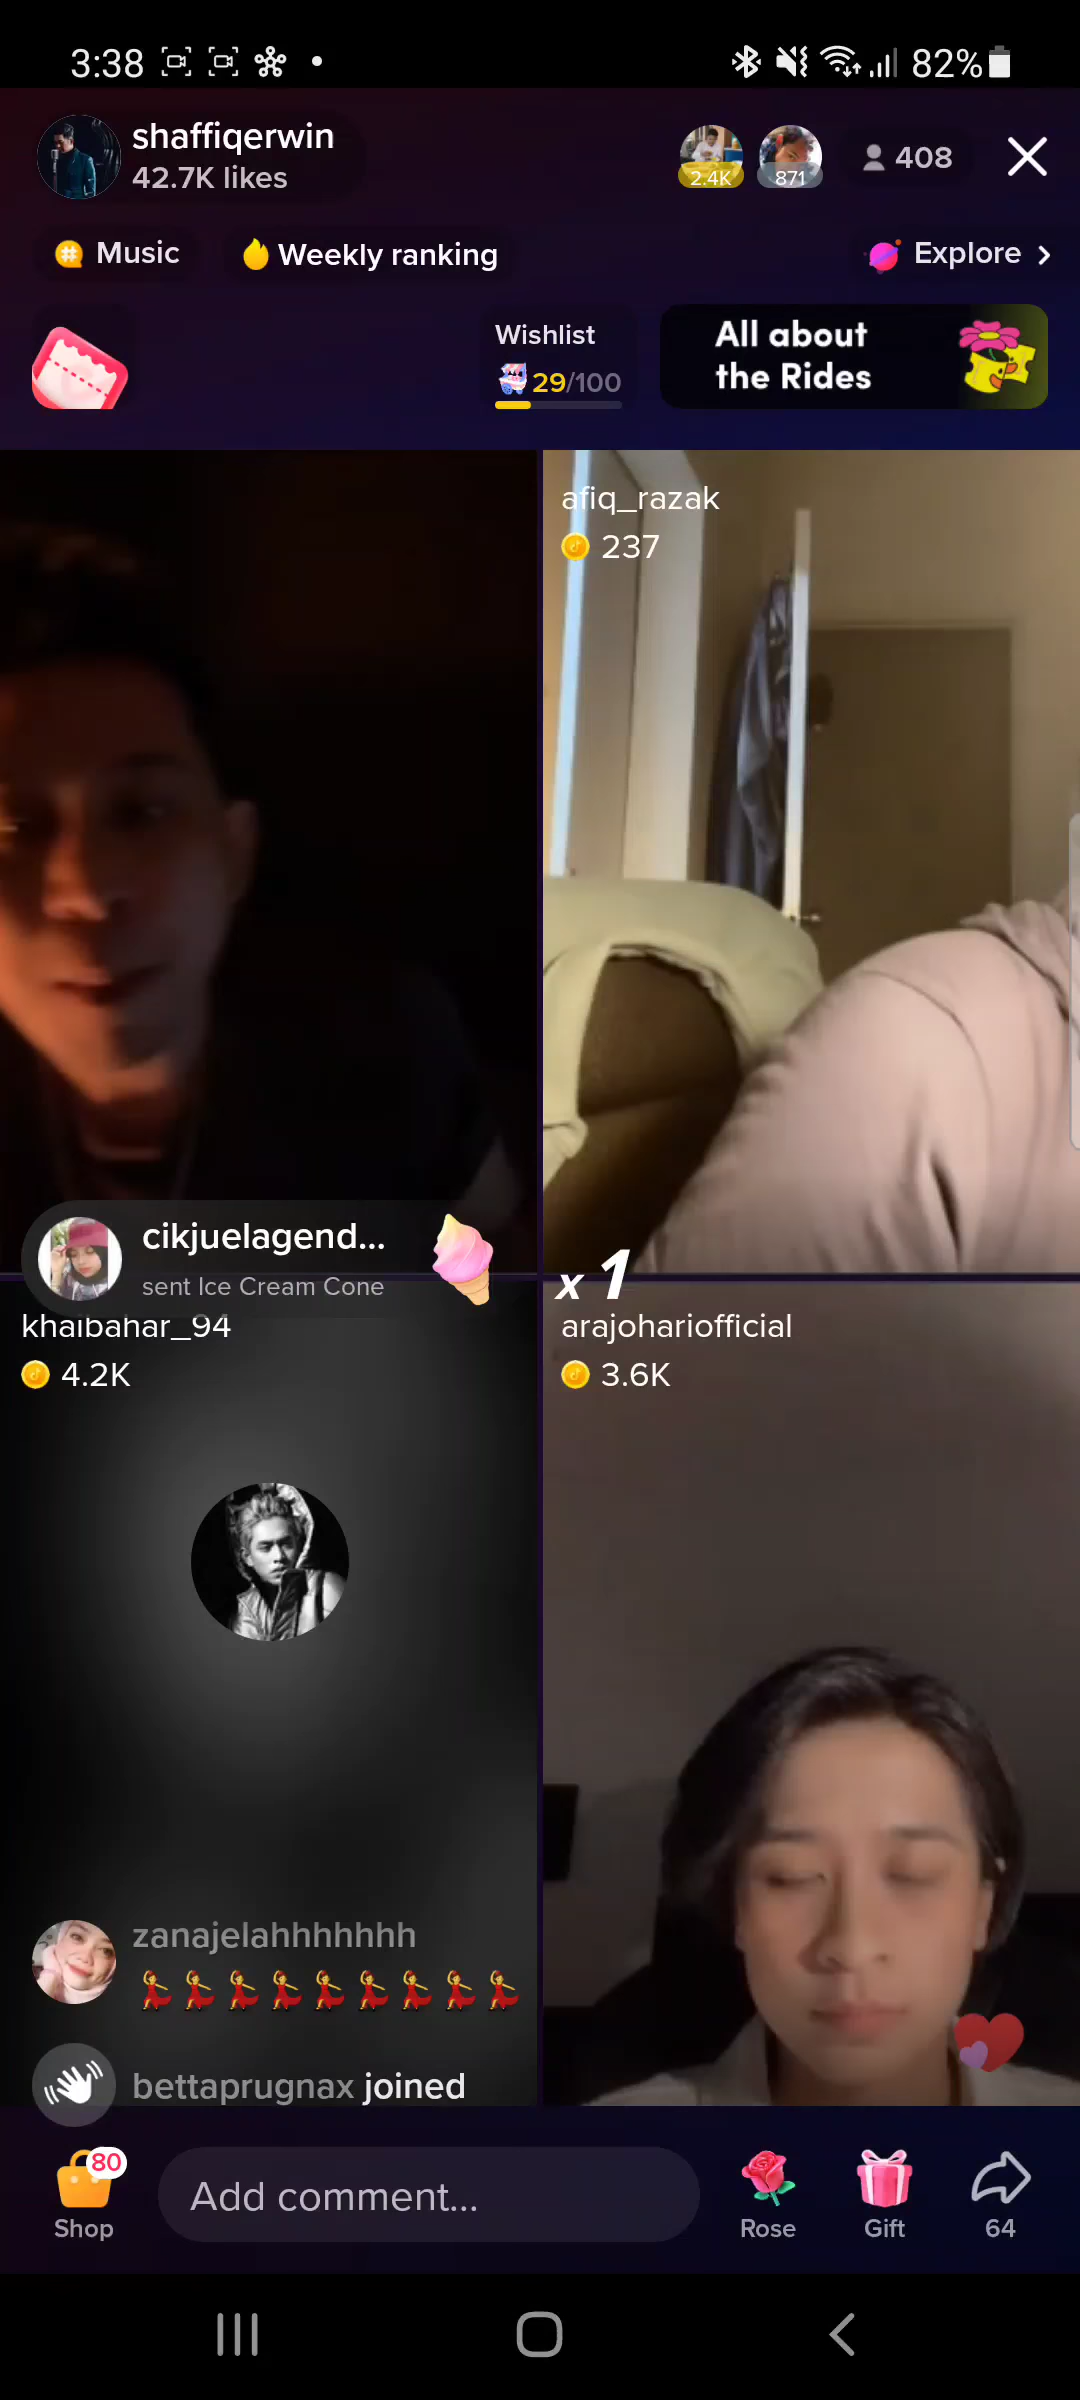 3:38
82%
shaffiqerwin
42.7K likes
2.4K
871
408
Music
Weekly ranking
Explore
Wishlist
29/100
All about
the Rides
afiq_razak
237
cikjuelagend...
sent Ice Cream Cone
x 1
khaibahar_94
4.2K
arajohariofficial
3.6K
zanajelahhhhhhh
💃💃💃💃💃💃💃💃💃
bettaprugnax joined
80
Shop
Add comment...
Rose
Gift
64